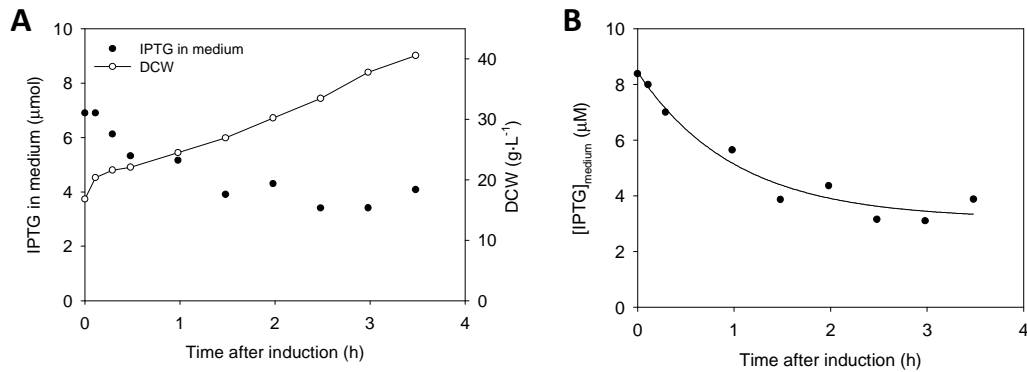 A
IPTG in medium
DCW
IPTG in medium (µmol)
10
8
6
4
2
0
DCW (g·L⁻¹)
40
30
20
10
0
0 1 2 3 4
Time after induction (h)
B
[IPTG]medium (µM)
10
8
6
4
2
0
0 1 2 3 4
Time after induction (h)